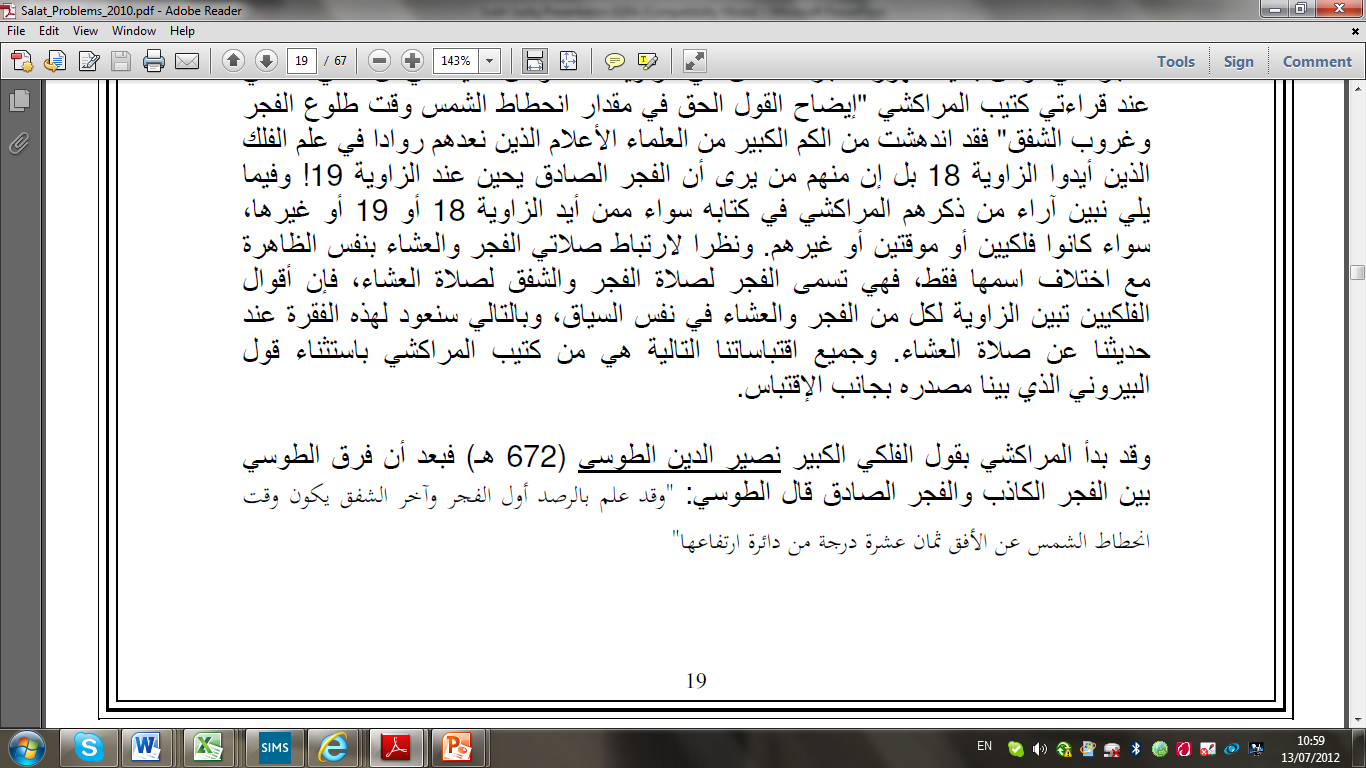 Salat_Problems_2010.pdf - Adobe Reader
File Edit View Window Help
19 / 67 143% Tools Sign Comment
عند قراءتي كتيب المراكشي "إيضاح القول الحق في مقدار انحطاط الشمس وقت طلوع الفجر
وغروب الشفق" فقد اندهشت من الكم الكبير من العلماء الأعلام الذين نعدهم روادا في علم الفلك
الذين أيدوا الزاوية 18 بل إن منهم من يرى أن الفجر الصادق يحين عند الزاوية 19! وفيما
يلي نبين آراء من ذكرهم المراكشي في كتابه سواء ممن أيد الزاوية 18 أو 19 أو غيرها،
سواء كانوا فلكيين أو موقتين أو غيرهم. ونظرا لارتباط صلاتي الفجر والعشاء بنفس الظاهرة
مع اختلاف اسمها فقط، فهي تسمى الفجر لصلاة الفجر والشفق لصلاة العشاء، فإن أقوال
الفلكيين تبين الزاوية لكل من الفجر والعشاء في نفس السياق، وبالتالي سنعود لهذه الفقرة عند
حديثنا عن صلاة العشاء. وجميع اقتباساتنا التالية هي من كتيب المراكشي باستثناء قول
البيروني الذي بينا مصدره بجانب الإقتباس.
وقد بدأ المراكشي بقول الفلكي الكبير نصير الدين الطوسي (672 هـ) فبعد أن فرق الطوسي
بين الفجر الكاذب والفجر الصادق قال الطوسي: "وقد علم بالرصد أول الفجر وآخر الشفق يكون وقت
انحطاط الشمس عن الأفق ثمان عشرة درجة من دائرة ارتفاعها"
19
SIMS
EN
10:59
13/07/2012